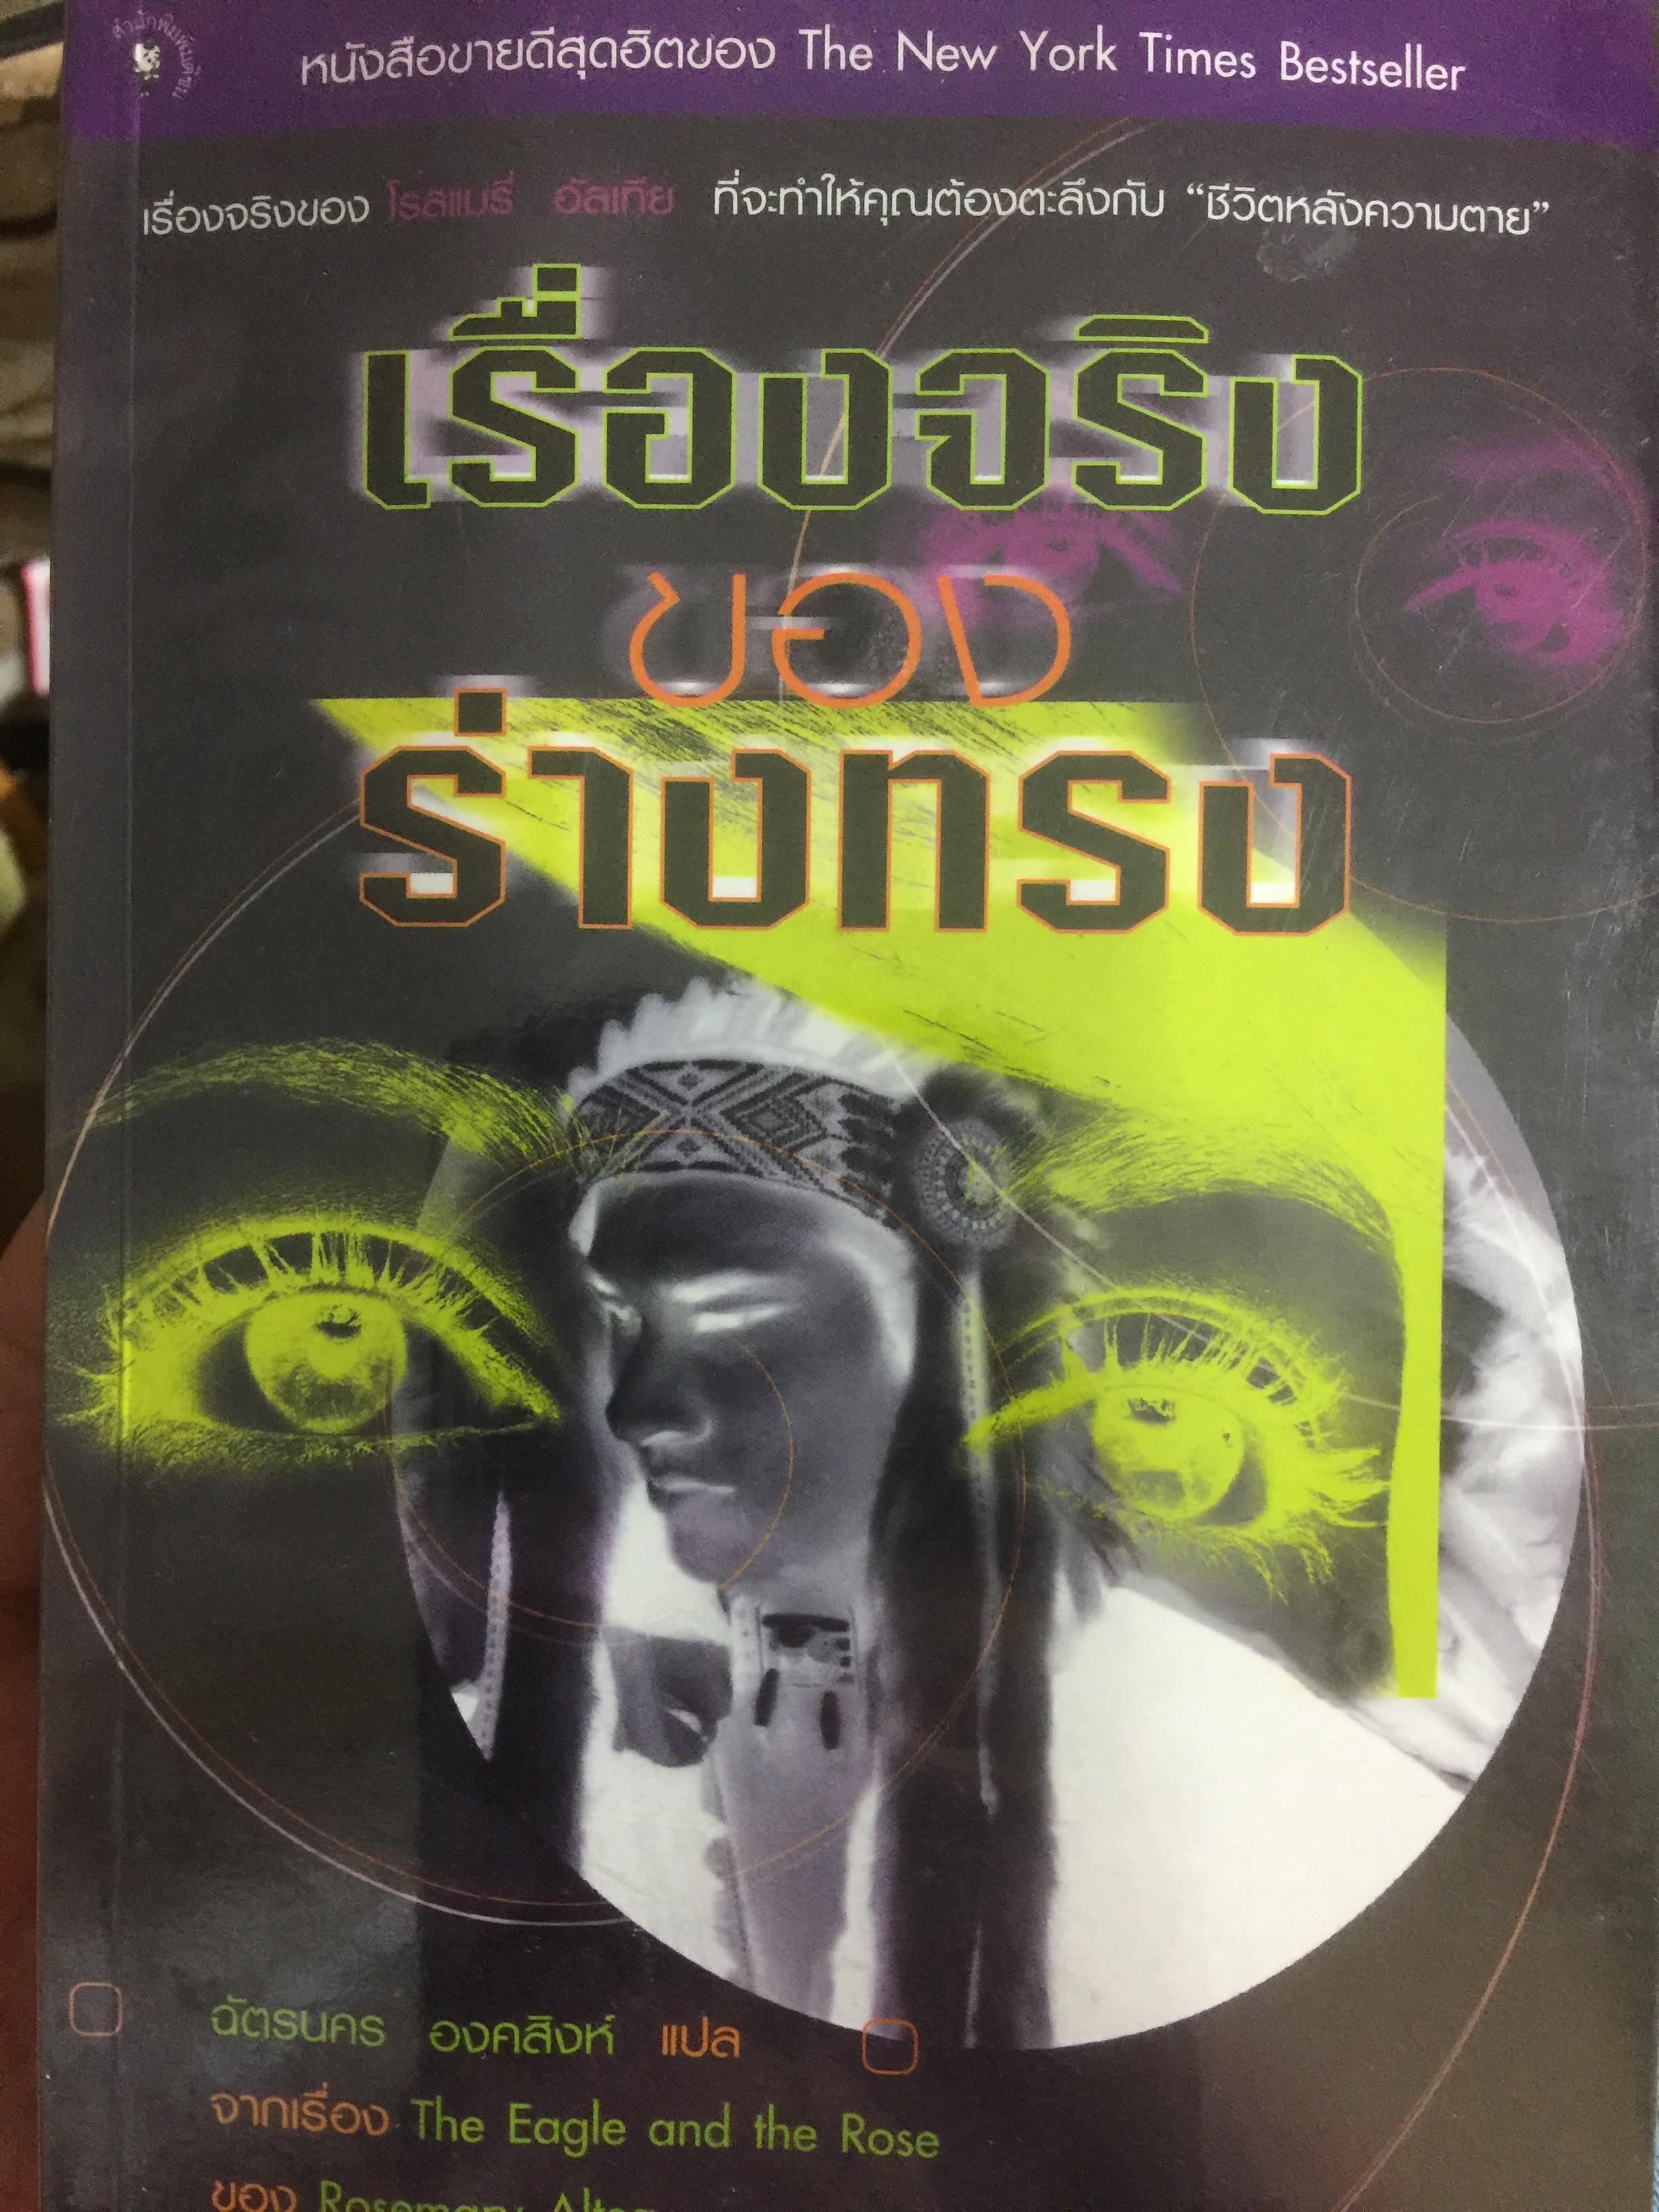 หนังสือขายดีสุดฮิตของ The New York Times Bestseller
เรื่องจริงของ โรสแมรี่ อัลเทีย ที่จะทำให้คุณต้องตะลึงกับ “ชีวิตหลังความตาย”
เรื่องจริง
ของ
ร่างทรง
ฉัตรนคร องคสิงห์ แปล
จากเรื่อง The Eagle and the Rose
ของ Rosemary